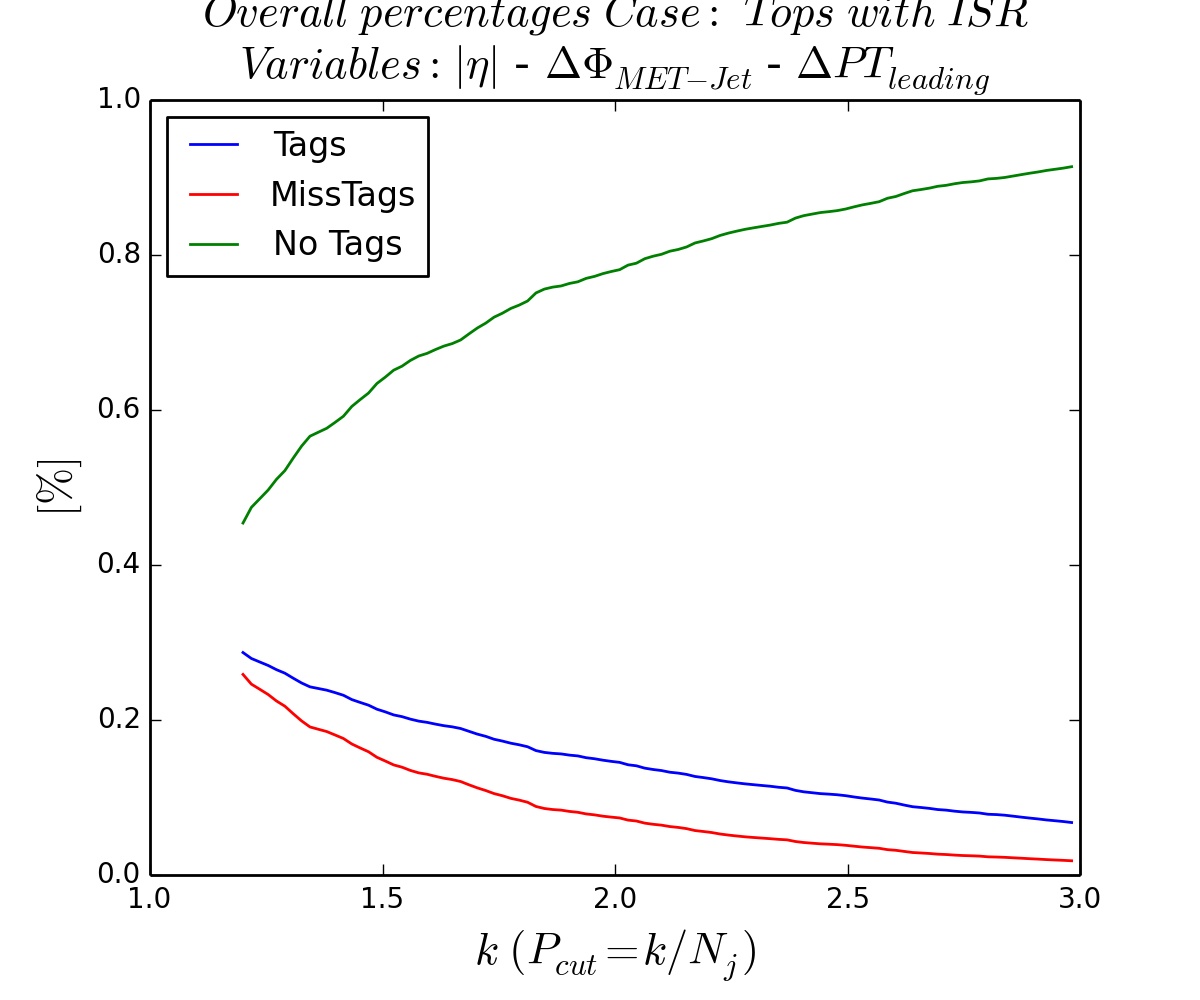 Overall percentages Case: Tops with ISR
Variables: |η| - ΔΦ_{MET-Jet} - ΔPT_{leading}
1.0
Tags
MissTags
No Tags
0.8
0.6
[%]
0.4
0.2
0.0
1.0 1.5 2.0 2.5 3.0
k (P_{cut}=k/N_j)